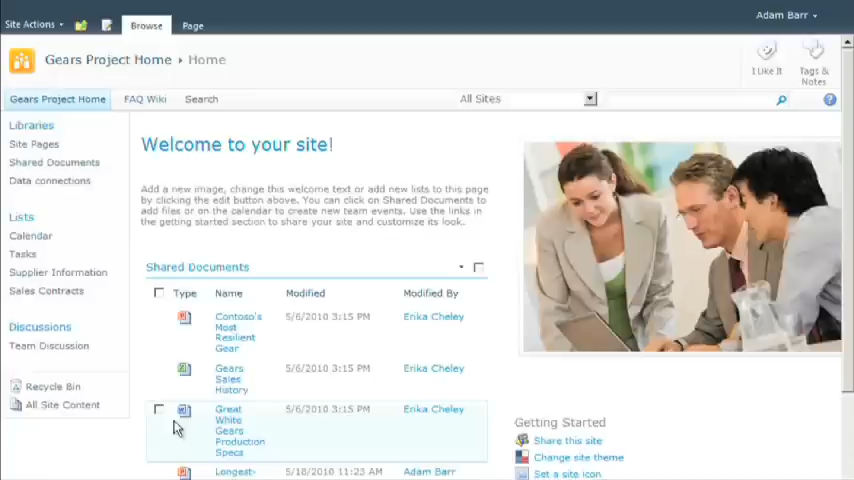 Site Actions
Browse
Page
Adam Barr
Gears Project Home
Home
I Like It
Tags &
Notes
Gears Project Home
FAQ Wiki
Search
All Sites
Libraries
Site Pages
Shared Documents
Data connections
Lists
Calendar
Tasks
Supplier Information
Sales Contracts
Discussions
Team Discussion
Recycle Bin
All Site Content
Welcome to your site!
Add a new image, change this welcome text or add new lists to this page
by clicking the edit button above. You can click on Shared Documents to
add files or on the calendar to create new team events. Use the links in
the getting started section to share your site and customize its look.
Shared Documents
Type Name Modified Modified By
Contoso's
Most
Resilient
Gear
5/6/2010 3:15 PM
Erika Cheley
Gears
Sales
History
5/6/2010 3:15 PM
Erika Cheley
Great
White
Gears
Production
Specs
5/6/2010 3:15 PM
Erika Cheley
Longest-
5/18/2010 11:23 AM
Adam Barr
Getting Started
Share this site
Change site theme
Set a site icon